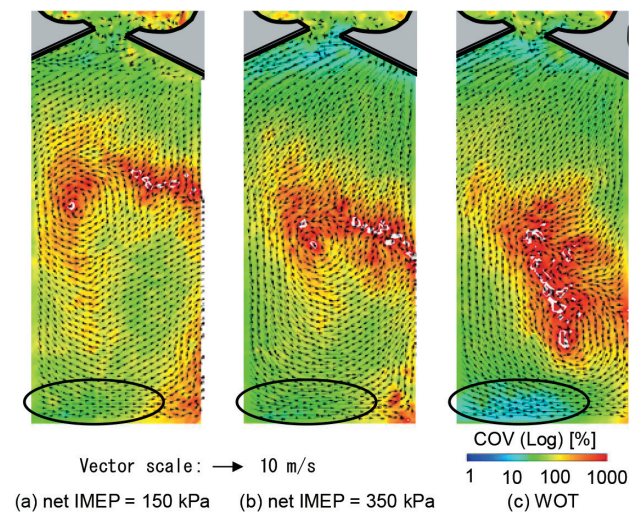 COV (Log) [%]
Vector scale: → 10 m/s
1 10 100 1000
(a) net IMEP = 150 kPa (b) net IMEP = 350 kPa (c) WOT